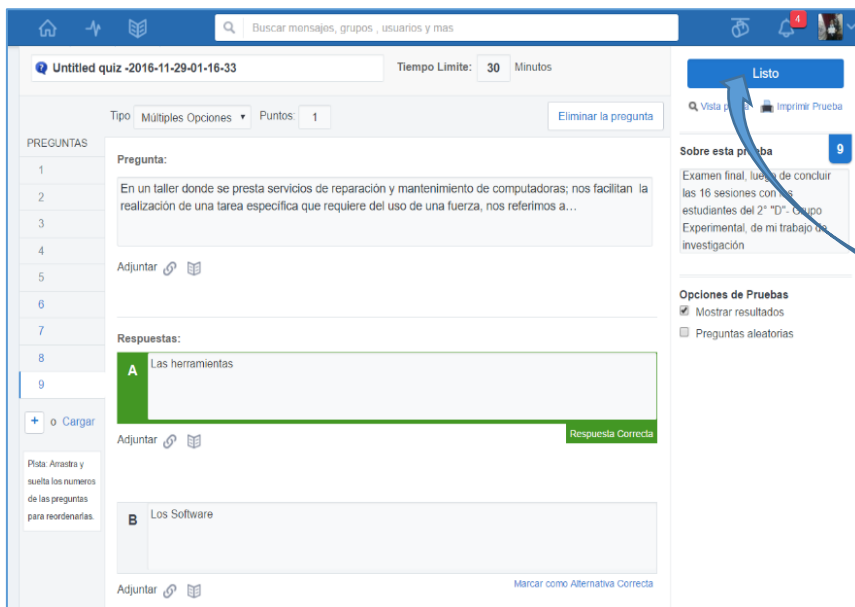 Buscar mensajes, grupos , usuarios y mas
4
Untitled quiz -2016-11-29-01-16-33
Tiempo Limite: 30 Minutos
Listo
Vista Imprimir Prueba
Tipo Múltiples Opciones Puntos: 1
Eliminar la pregunta
PREGUNTAS
1
2
3
4
5
6
7
8
9
+ o Cargar
Pista: Arrastra y
suelta los numeros
de las preguntas
para reordenarlas.
Pregunta:
En un taller donde se presta servicios de reparación y mantenimiento de computadoras; nos facilitan la
realización de una tarea específica que requiere del uso de una fuerza, nos referimos a…
Adjuntar
Respuestas:
A Las herramientas
Respuesta Correcta
Adjuntar
B Los Software
Marcar como Alternativa Correcta
Adjuntar
Sobre esta prueba 9
Examen final, luego de concluir
las 16 sesiones con los
estudiantes del 2° "D"- Grupo
Experimental, de mi trabajo de
investigación
Opciones de Pruebas
Mostrar resultados
Preguntas aleatorias